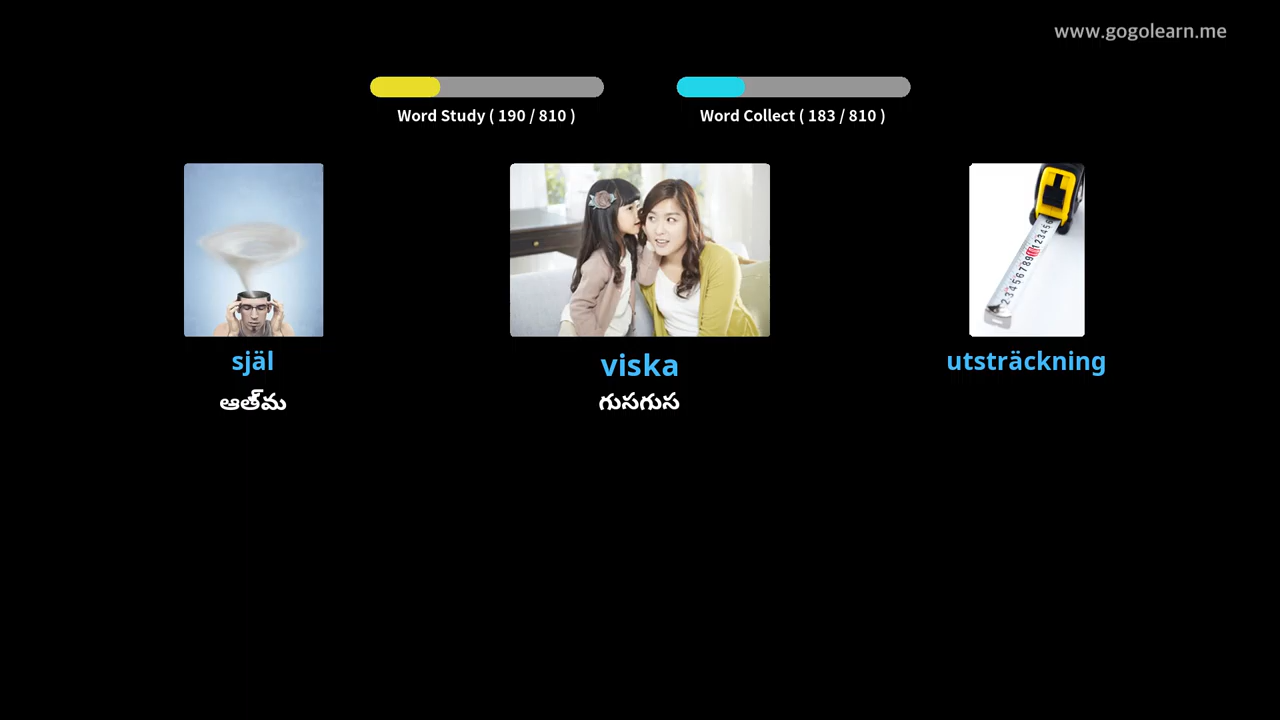 www.gogolearn.me
Word Study ( 190 / 810 )
Word Collect ( 183 / 810 )
själ
viska
utsträckning
ఆత్మ
గుసగుస